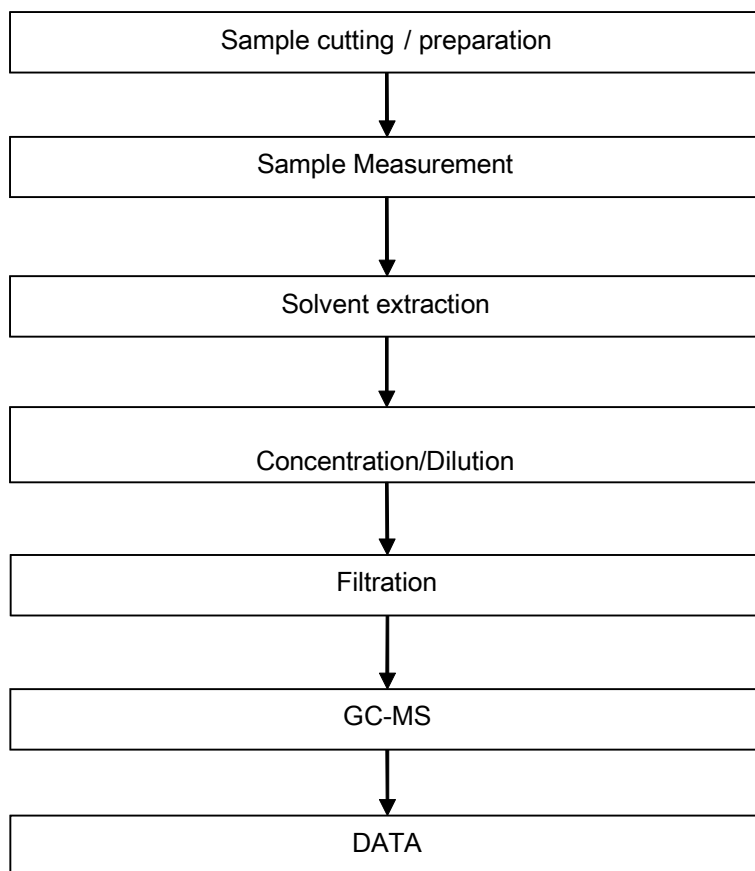 Sample cutting / preparation
Sample Measurement
Solvent extraction
Concentration/Dilution
Filtration
GC-MS
DATA